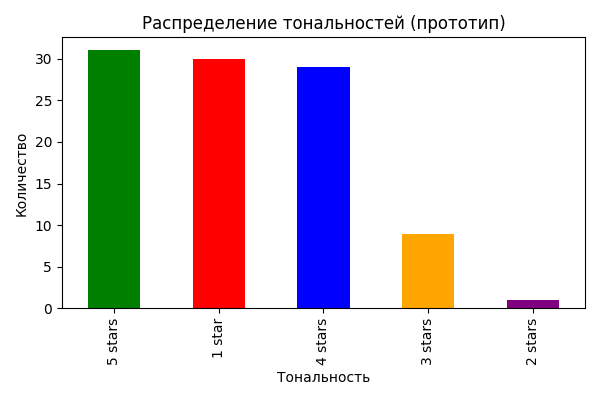 Распределение тональностей (прототип)
Количество
30
25
20
15
10
5
0
5 stars
1 star
4 stars
3 stars
2 stars
Тональность